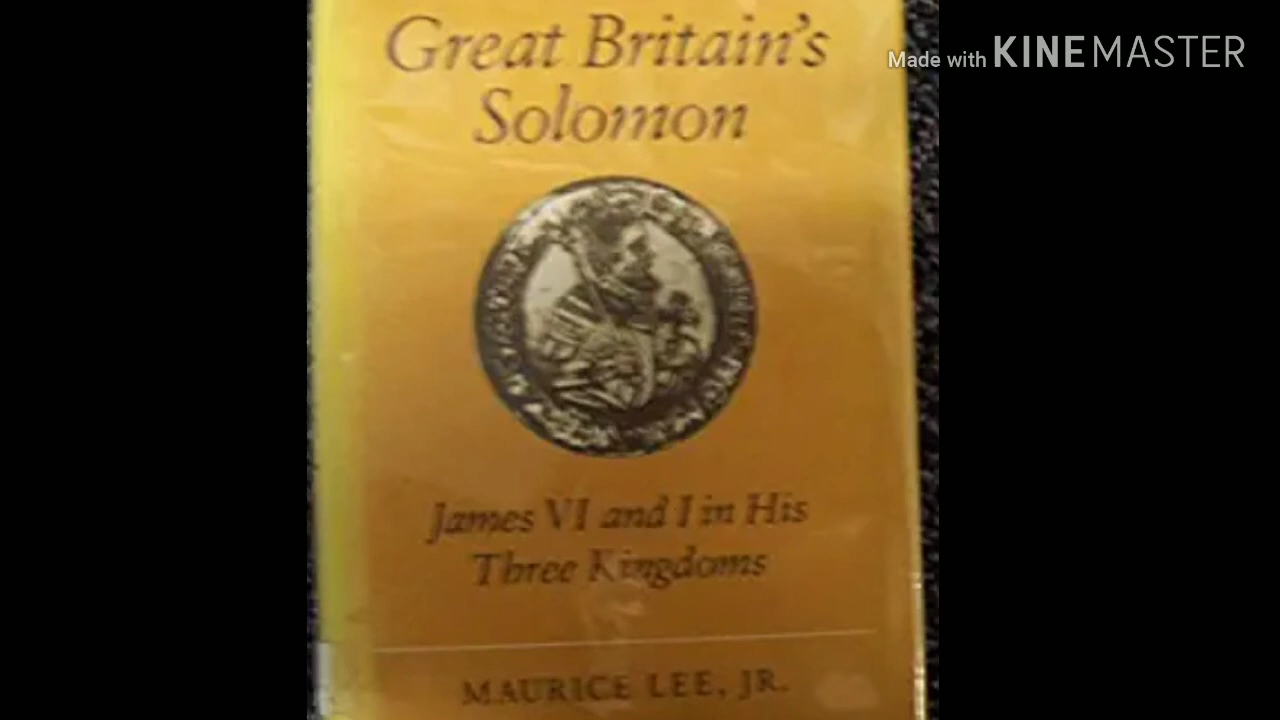 Great Britain's
Solomon
James VI and I in His
Three Kingdoms
MAURICE LEE, JR.
Made with KINEMASTER